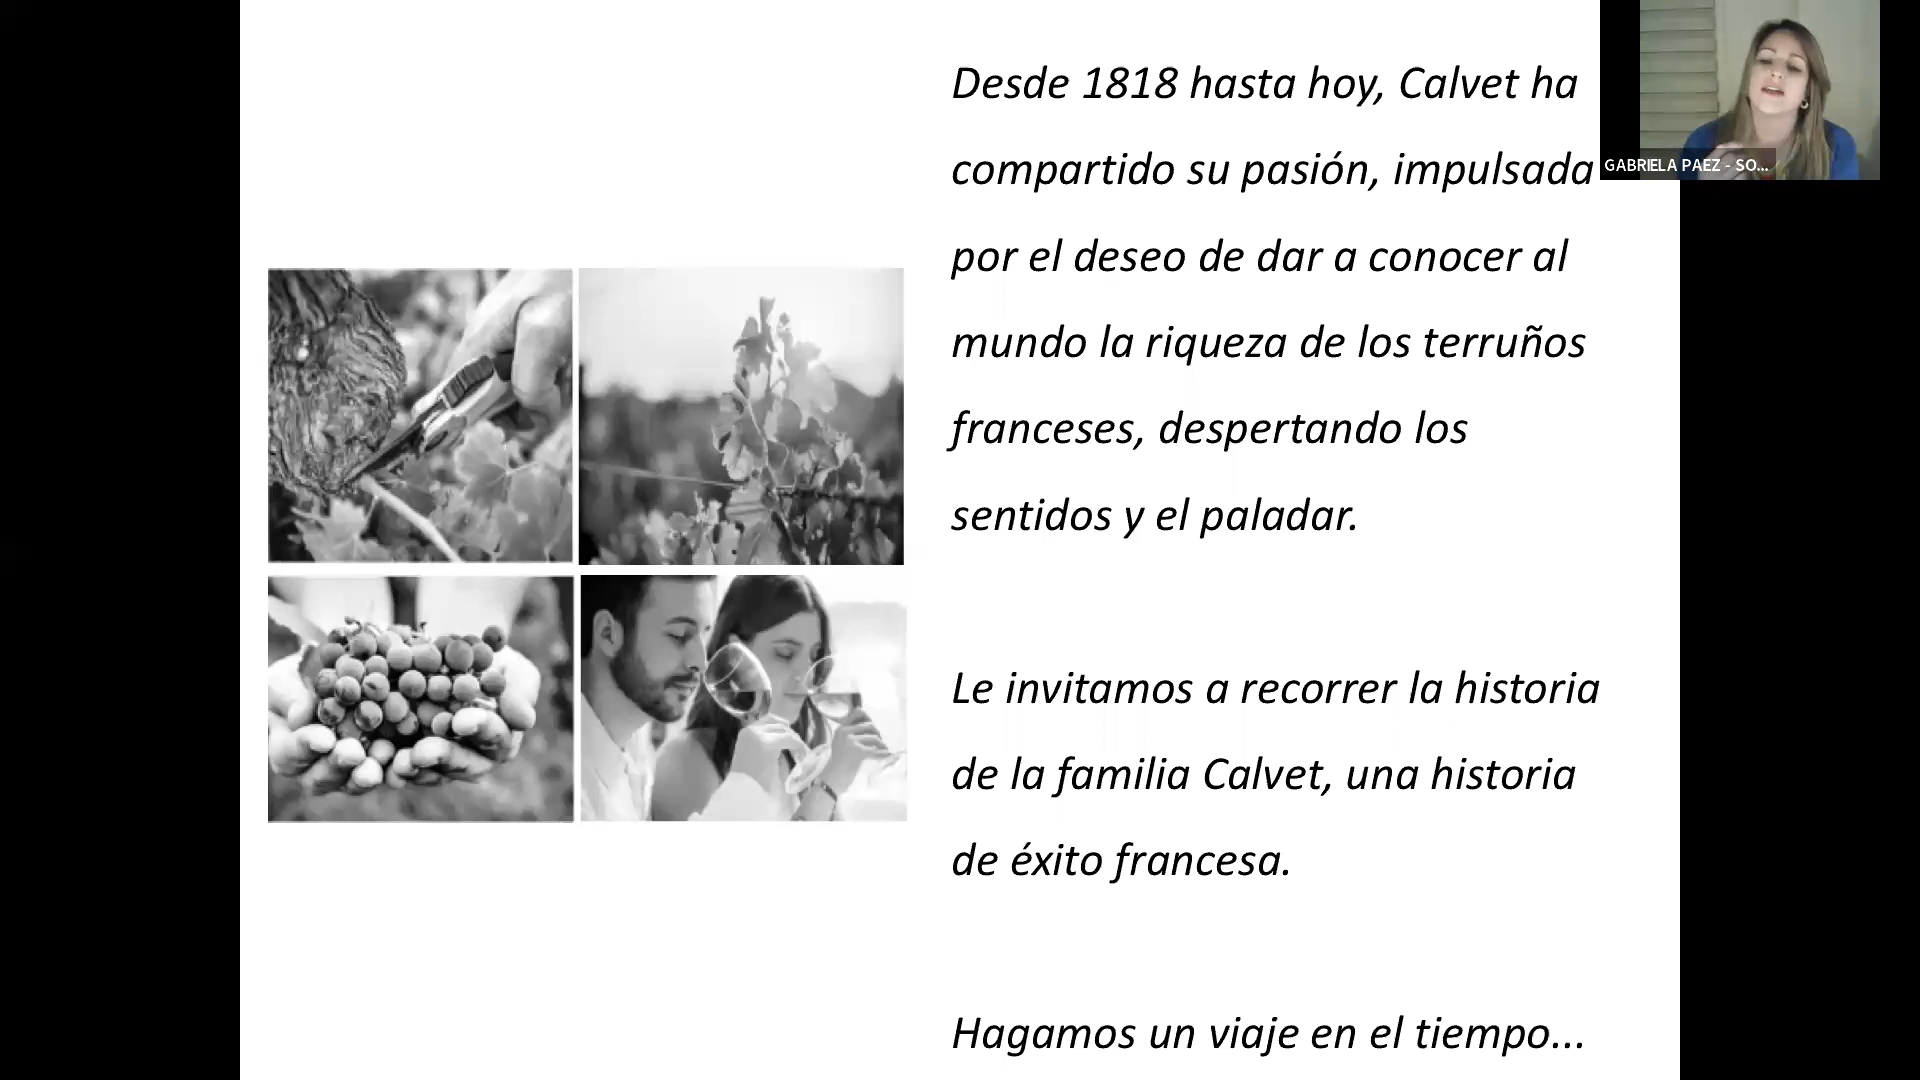 Desde 1818 hasta hoy, Calvet ha
compartido su pasión, impulsada
por el deseo de dar a conocer al
mundo la riqueza de los terruños
franceses, despertando los
sentidos y el paladar.
Le invitamos a recorrer la historia
de la familia Calvet, una historia
de éxito francesa.
Hagamos un viaje en el tiempo...
GABRIELA PAEZ - SO...